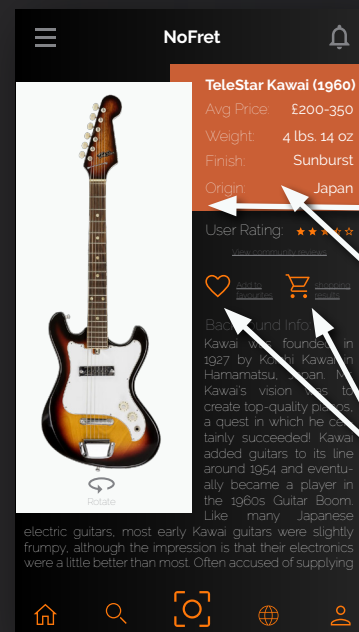 NoFret
TeleStar Kawai (1960)
Avg Price: £200-350
Weight: 4 lbs. 14 oz
Finish: Sunburst
Origin: Japan
User Rating:
View community reviews
Add to
favourites
shopping
results
Background Info:
Kawai was founded in
1927 by Koichi Kawai in
Hamamatsu, Japan.
Kawai's vision was to
create top-quality pianos,
a quest in which he cer-
tainly succeeded! Kawai
added guitars to its line
around 1954 and eventu-
ally became a player in
the 1960s Guitar Boom.
Like many Japanese
electric guitars, most early Kawai guitars were slightly
frumpy, although the impression is that their electronics
were a little better than most. Often accused of supplying
Rotate